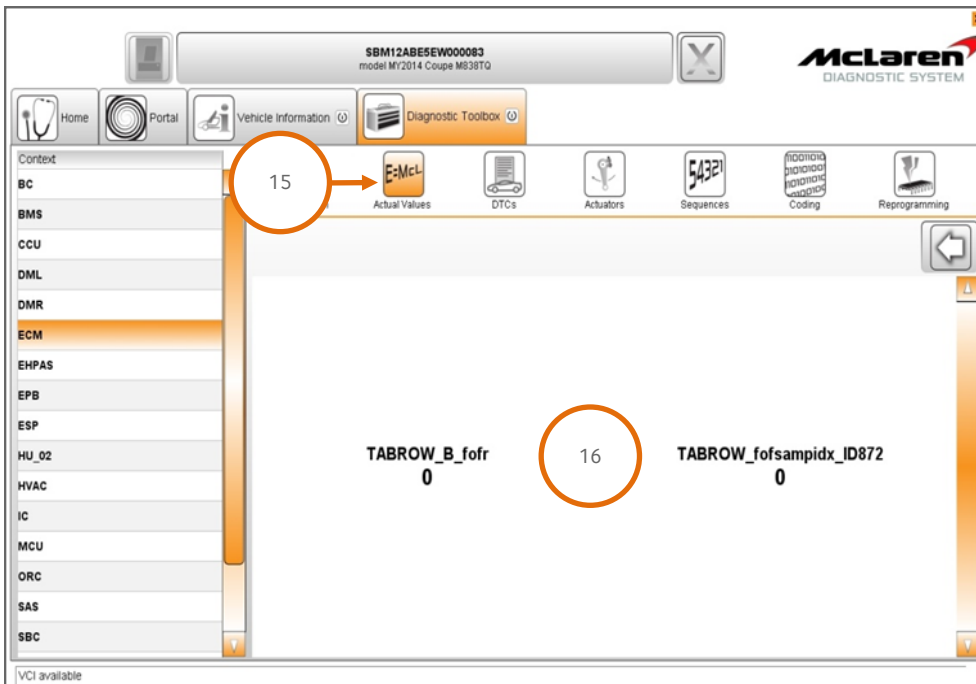 SBM12ABE5EW000083
model MY2014 Coupe M838TQ
McLaren
DIAGNOSTIC SYSTEM
Home
Portal
Vehicle Information
Diagnostic Toolbox
Context
15
E=McL
Actual Values
DTCs
Actuators
54321
Sequences
Coding
Reprogramming
BC
BMS
CCU
DML
DMR
ECM
EHPAS
EPB
ESP
HU_02
HVAC
IC
MCU
ORC
SAS
SBC
TABROW_B_fofr
0
16
TABROW_fofsampidx_ID872
0
VCI available